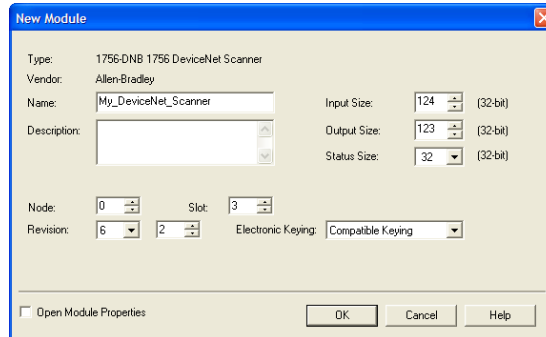 New Module
Type: 1756-DNB 1756 DeviceNet Scanner
Vendor: Allen-Bradley
Name: My_DeviceNet_Scanner Input Size: 124 (32-bit)
Description: Output Size: 123 (32-bit)
Status Size: 32 (32-bit)
Node: 0 Slot: 3
Revision: 6 2 Electronic Keying: Compatible Keying
Open Module Properties OK Cancel Help